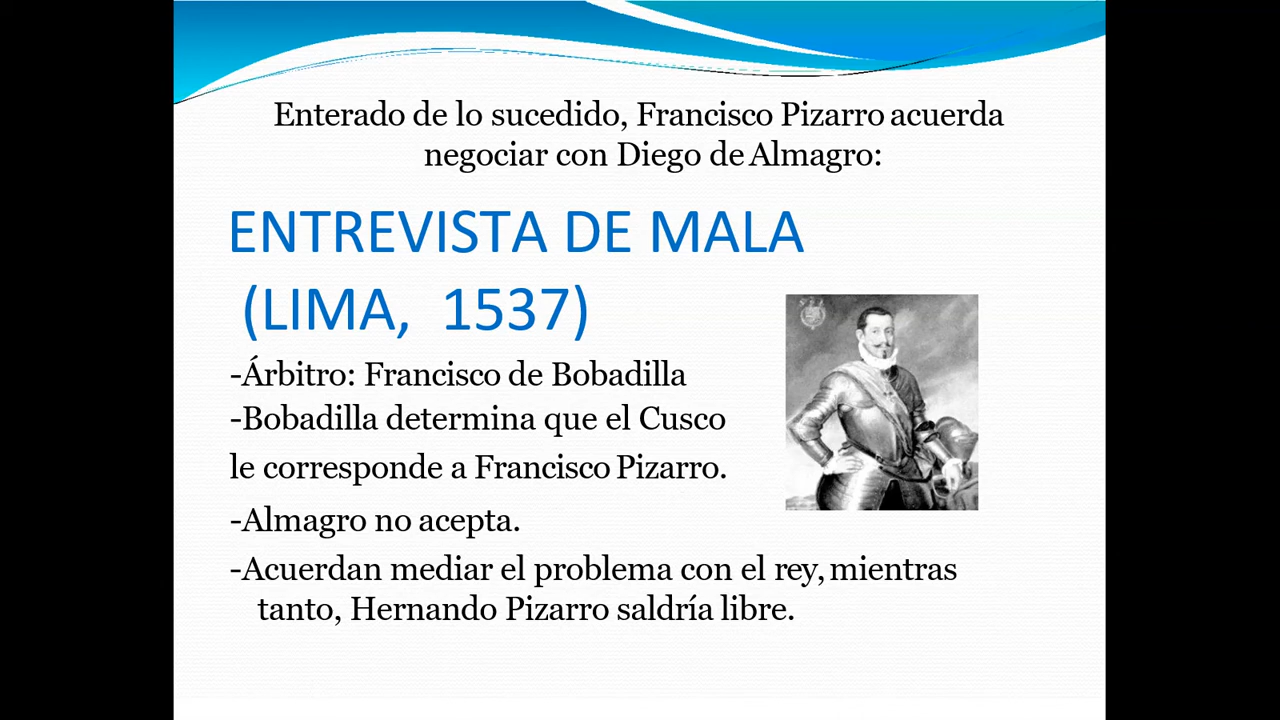 Enterado de lo sucedido, Francisco Pizarro acuerda
negociar con Diego de Almagro:
ENTREVISTA DE MALA
(LIMA, 1537)
-Árbitro: Francisco de Bobadilla
-Bobadilla determina que el Cusco
le corresponde a Francisco Pizarro.
-Almagro no acepta.
-Acuerdan mediar el problema con el rey, mientras
tanto, Hernando Pizarro saldría libre.